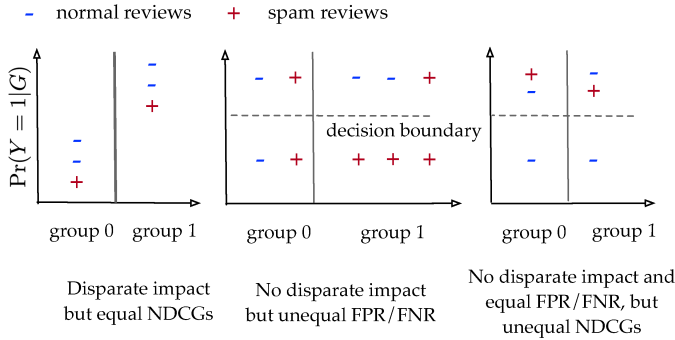 – normal reviews + spam reviews
Pr(Y = 1|G)
decision boundary
group 0 group 1
group 0 group 1
group 0 group 1
Disparate impact
but equal NDCGs
No disparate impact
but unequal FPR/FNR
No disparate impact and
equal FPR/FNR, but
unequal NDCGs